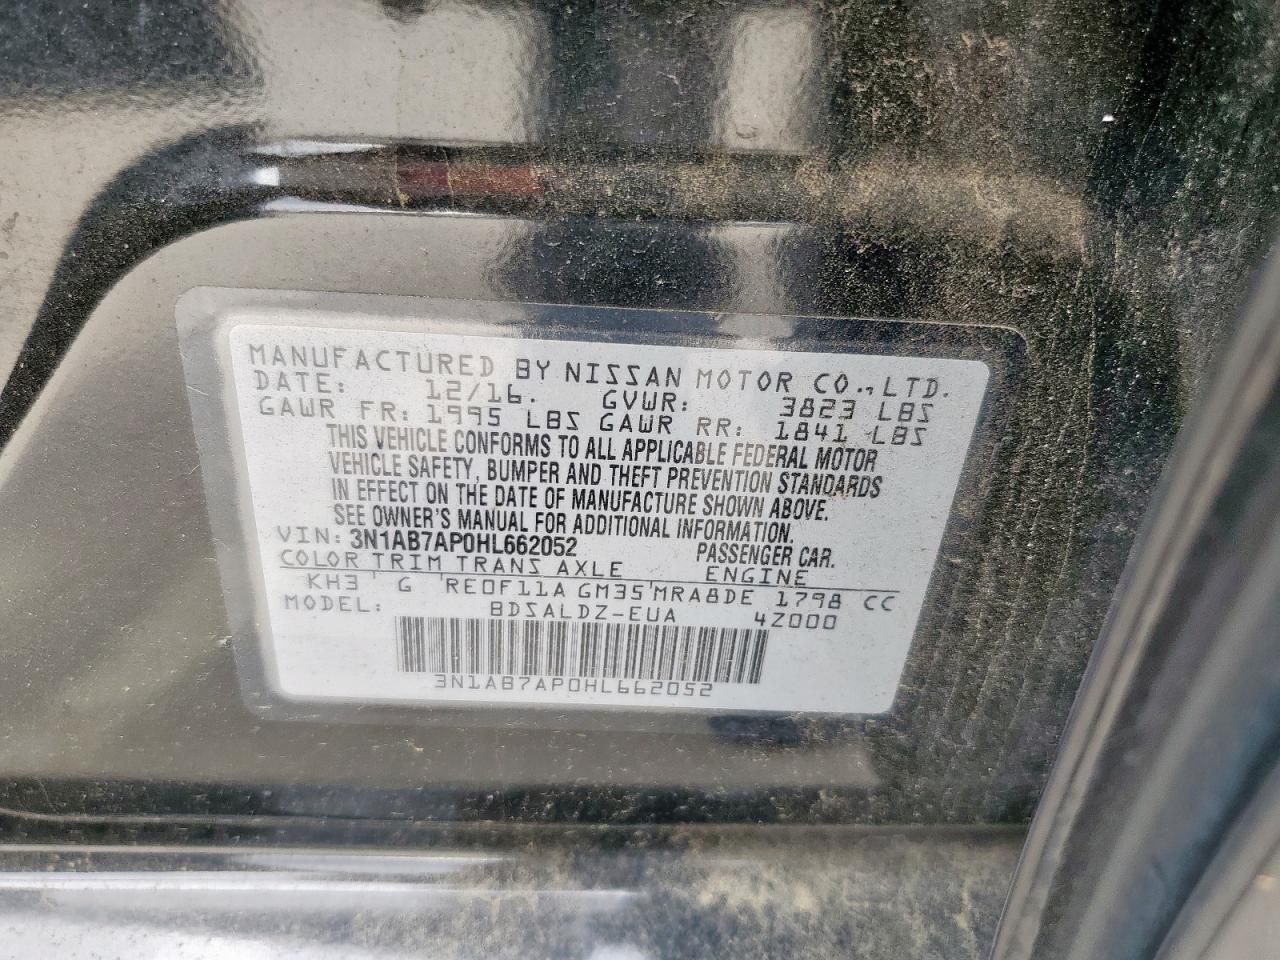 MANUFACTURED BY NISSAN MOTOR CO.,LTD.
DATE: 12/16. GVWR: 3823 LBS
GAWR FR: 1995 LBS GAWR RR: 1841 LBS
THIS VEHICLE CONFORMS TO ALL APPLICABLE FEDERAL MOTOR
VEHICLE SAFETY, BUMPER AND THEFT PREVENTION STANDARDS
IN EFFECT ON THE DATE OF MANUFACTURE SHOWN ABOVE.
SEE OWNER'S MANUAL FOR ADDITIONAL INFORMATION.
VIN: 3N1AB7AP0HL662052 PASSENGER CAR.
COLOR TRIM TRANS AXLE ENGINE
KH3 G RE0F11A GM35 MRA8DE 1798 CC
MODEL: BDSALDZ-EUA 4Z000
3N1AB7AP0HL662052